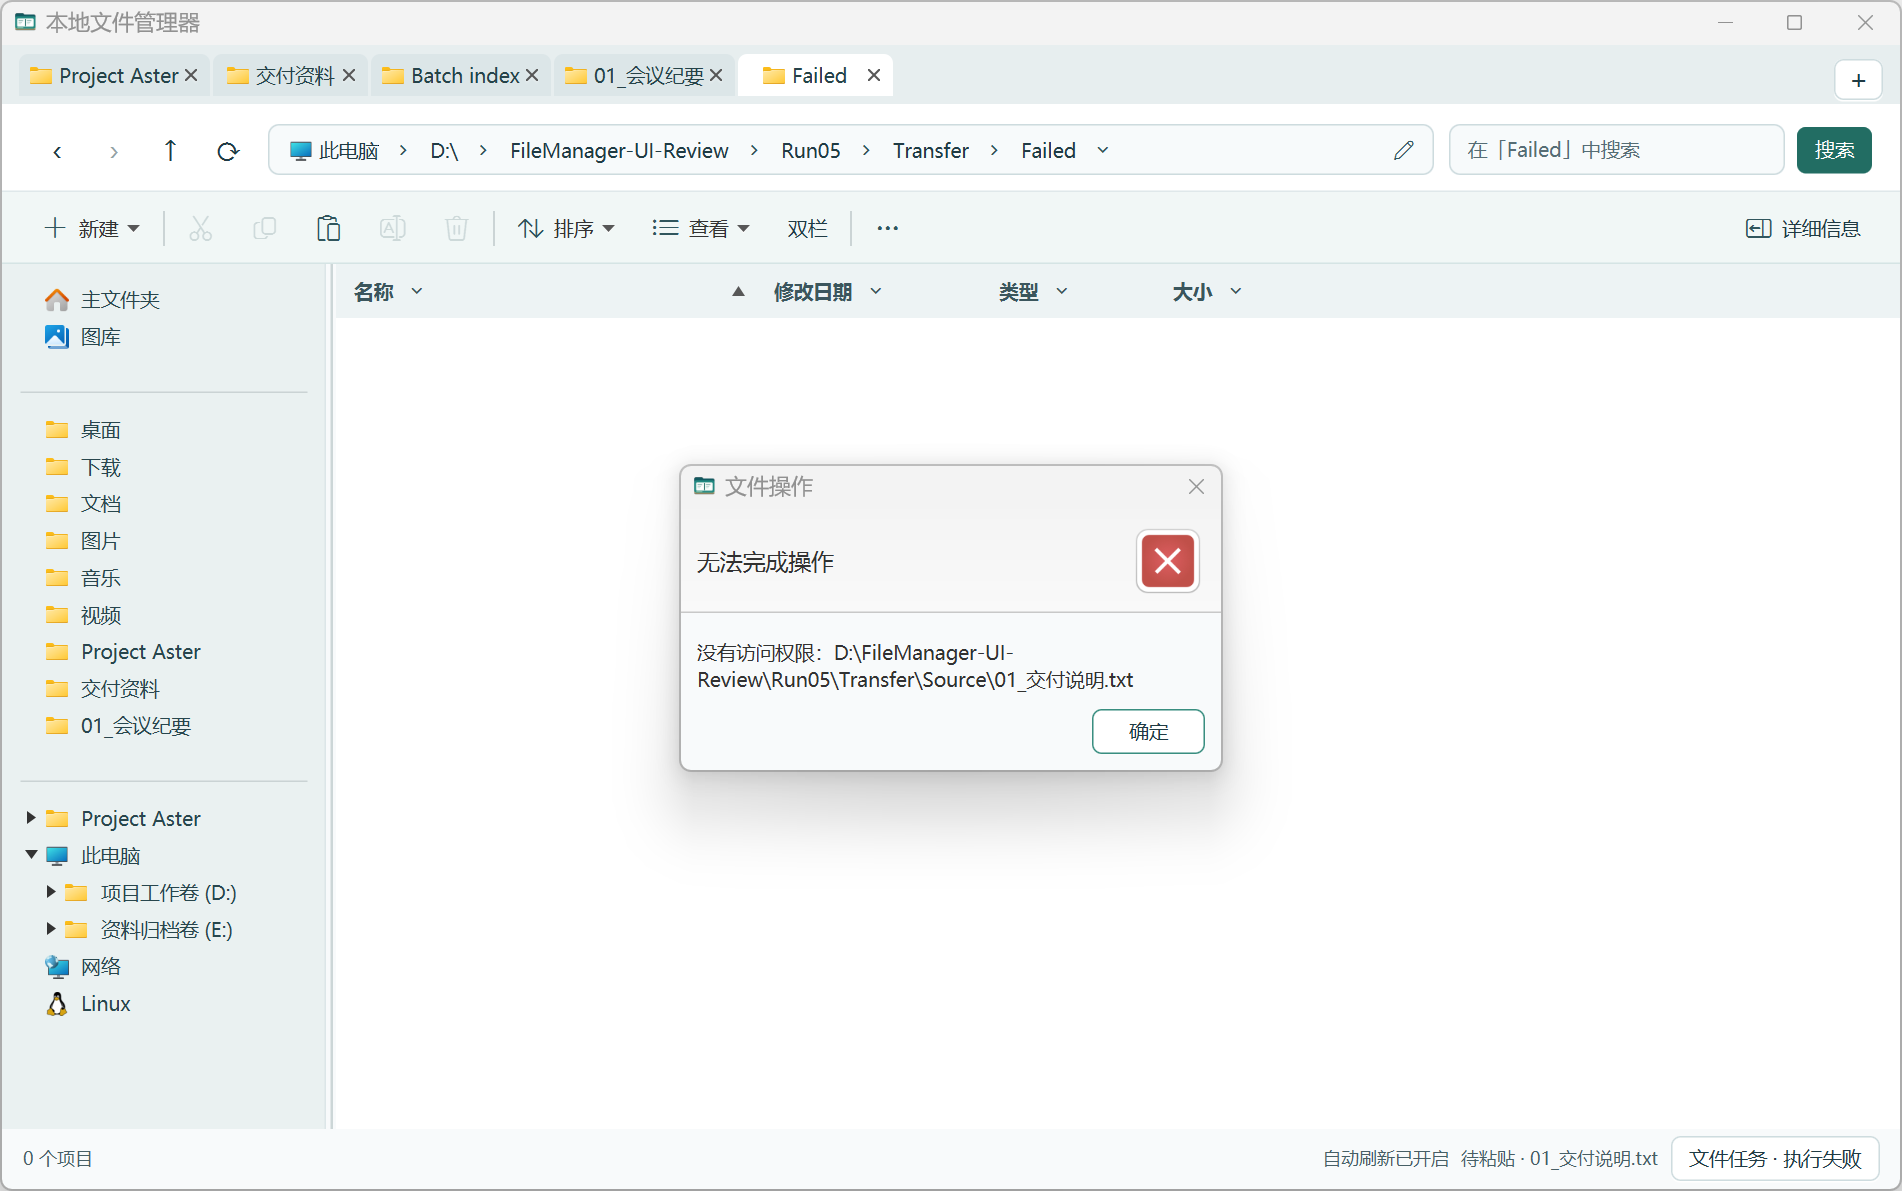 本地文件管理器
Project Aster
交付资料
Batch index
01_会议纪要
Failed
此电脑 › D:\ › FileManager-UI-Review › Run05 › Transfer › Failed
在「Failed」中搜索
搜索
新建
排序
查看
双栏
···
详细信息
名称
修改日期
类型
大小
主文件夹
图库
桌面
下载
文档
图片
音乐
视频
Project Aster
交付资料
01_会议纪要
Project Aster
此电脑
项目工作卷 (D:)
资料归档卷 (E:)
网络
Linux
文件操作
无法完成操作
没有访问权限：D:\FileManager-UI-
Review\Run05\Transfer\Source\01_交付说明.txt
确定
0 个项目
自动刷新已开启
待粘贴 · 01_交付说明.txt
文件任务 · 执行失败